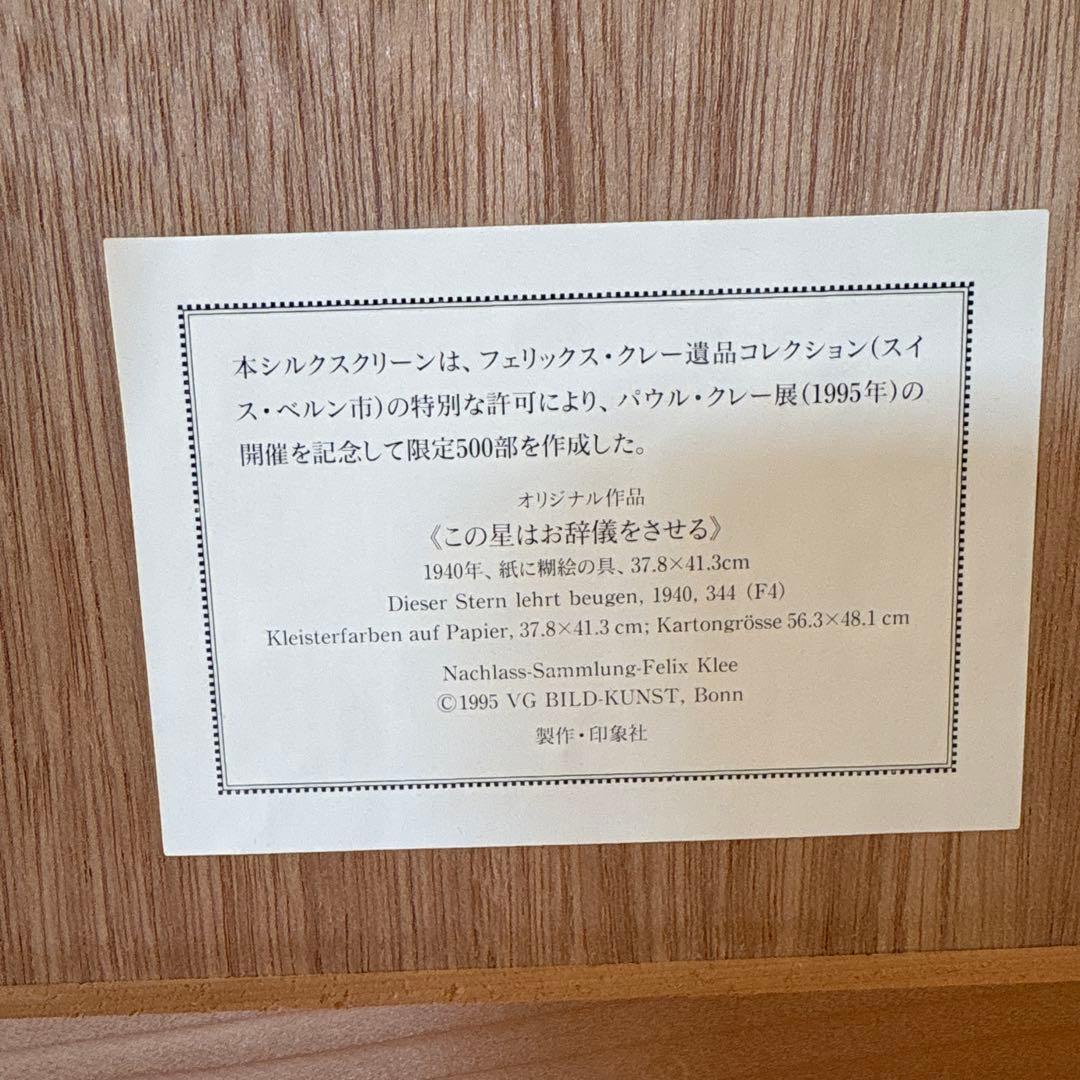 本シルクスクリーンは、フェリックス・クレー遺品コレクション(スイ
ス・ベルン市)の特別な許可により、パウル・クレー展(1995年)の
開催を記念して限定500部を作成した。
オリジナル作品
《この星はお辞儀をさせる》
1940年、紙に糊絵の具、37.8×41.3cm
Dieser Stern lehrt beugen, 1940, 344 (F4)
Kleisterfarben auf Papier, 37.8×41.3 cm; Kartongrösse 56.3×48.1 cm
Nachlass-Sammlung-Felix Klee
©1995 VG BILD-KUNST, Bonn
製作・印象社